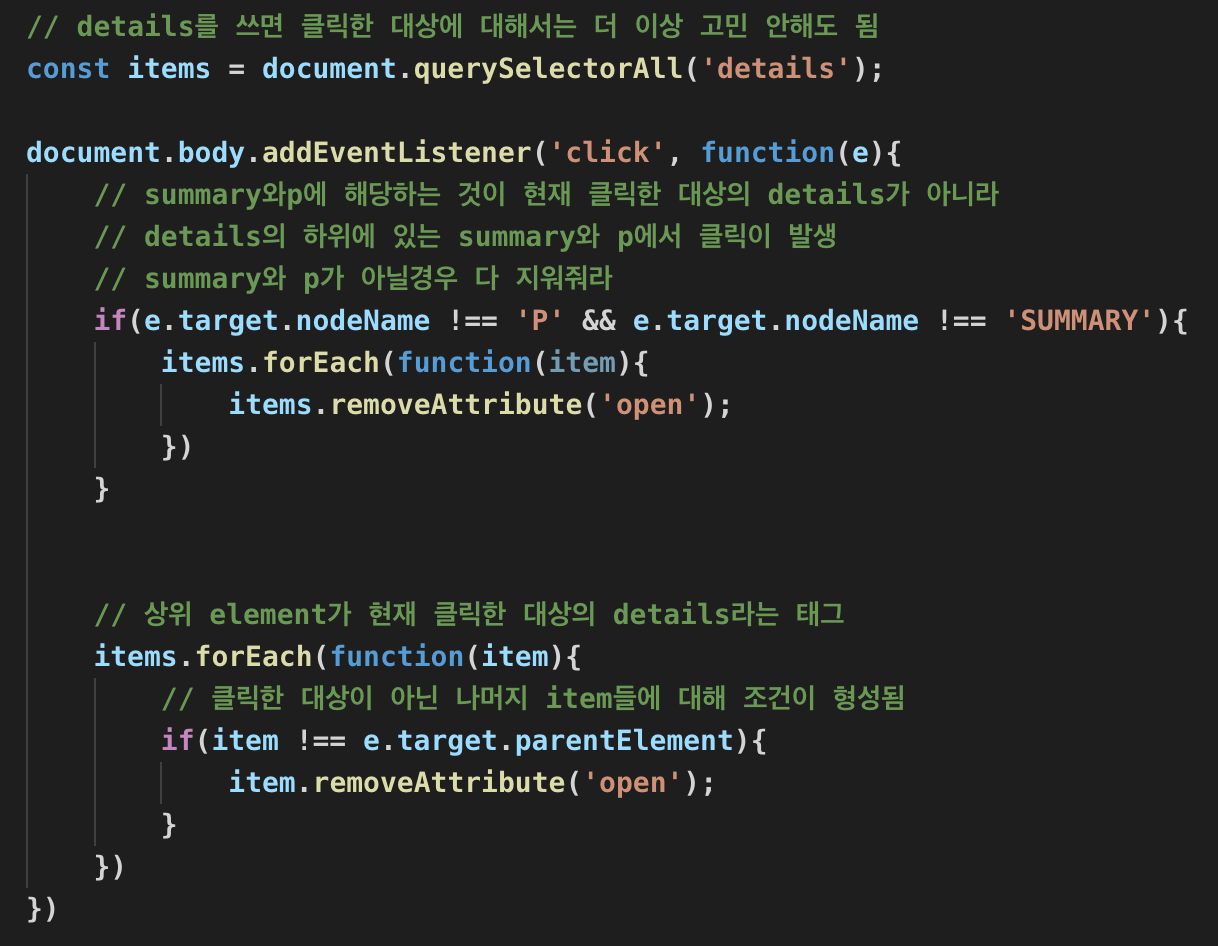 // details를 쓰면 클릭한 대상에 대해서는 더 이상 고민 안해도 됨
const items = document.querySelectorAll('details');
document.body.addEventListener('click', function(e){
// summary와p에 해당하는 것이 현재 클릭한 대상의 details가 아니라
// details의 하위에 있는 summary와 p에서 클릭이 발생
// summary와 p가 아닐경우 다 지워줘라
if(e.target.nodeName !== 'P' && e.target.nodeName !== 'SUMMARY'){
items.forEach(function(item){
items.removeAttribute('open');
})
}
// 상위 element가 현재 클릭한 대상의 details라는 태그
items.forEach(function(item){
// 클릭한 대상이 아닌 나머지 item들에 대해 조건이 형성됨
if(item !== e.target.parentElement){
item.removeAttribute('open');
}
})
})